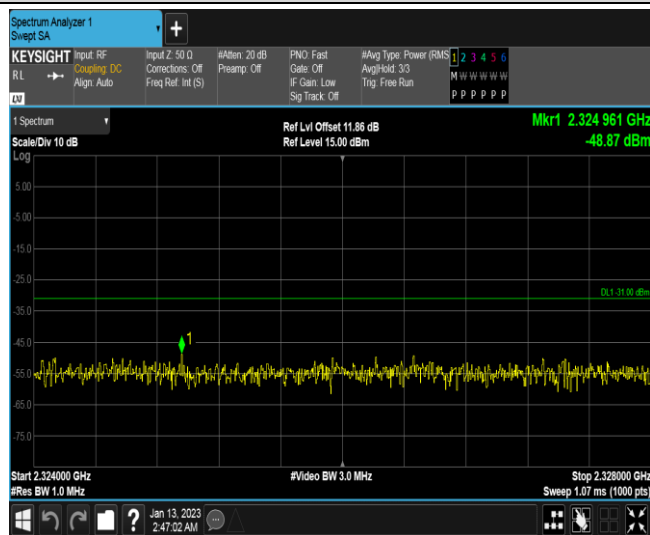 Spectrum Analyzer 1
Swept SA
+
KEYSIGHT Input: RF Input Z: 50 Ω #Atten: 20 dB PNO: Fast #Avg Type: Power (RMS 1 2 3 4 5 6
RL Coupling: DC Corrections: Off Preamp: Off Gate: Off Avg|Hold: 3/3 M W W W W W
Align: Auto Freq Ref: Int (S) IF Gain: Low Trig: Free Run
Sig Track: Off P P P P P P
LXI
1 Spectrum Ref Lvl Offset 11.86 dB Mkr1 2.324 961 GHz
Scale/Div 10 dB Ref Level 15.00 dBm -48.87 dBm
Log
5.00
-5.00
-15.0
-25.0
DL1 -31.00 dBm
-35.0
-45.0
1
-55.0
-65.0
-75.0
Start 2.324000 GHz #Video BW 3.0 MHz Stop 2.328000 GHz
#Res BW 1.0 MHz Sweep 1.07 ms (1000 pts)
? Jan 13, 2023
2:47:02 AM